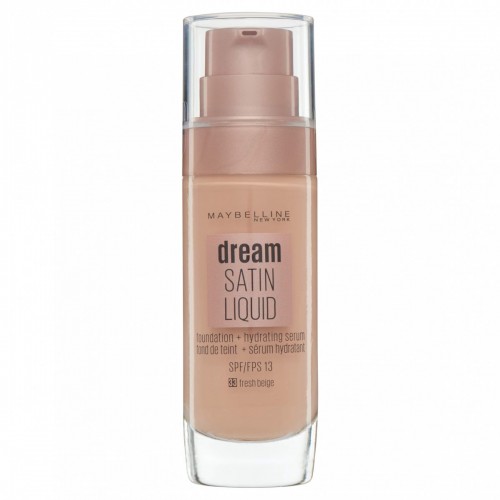 MAYBELLINE
NEW YORK
dream
SATIN
LIQUID
foundation + hydrating serum
fond de teint + sérum hydratant
SPF/FPS 13
33 fresh beige